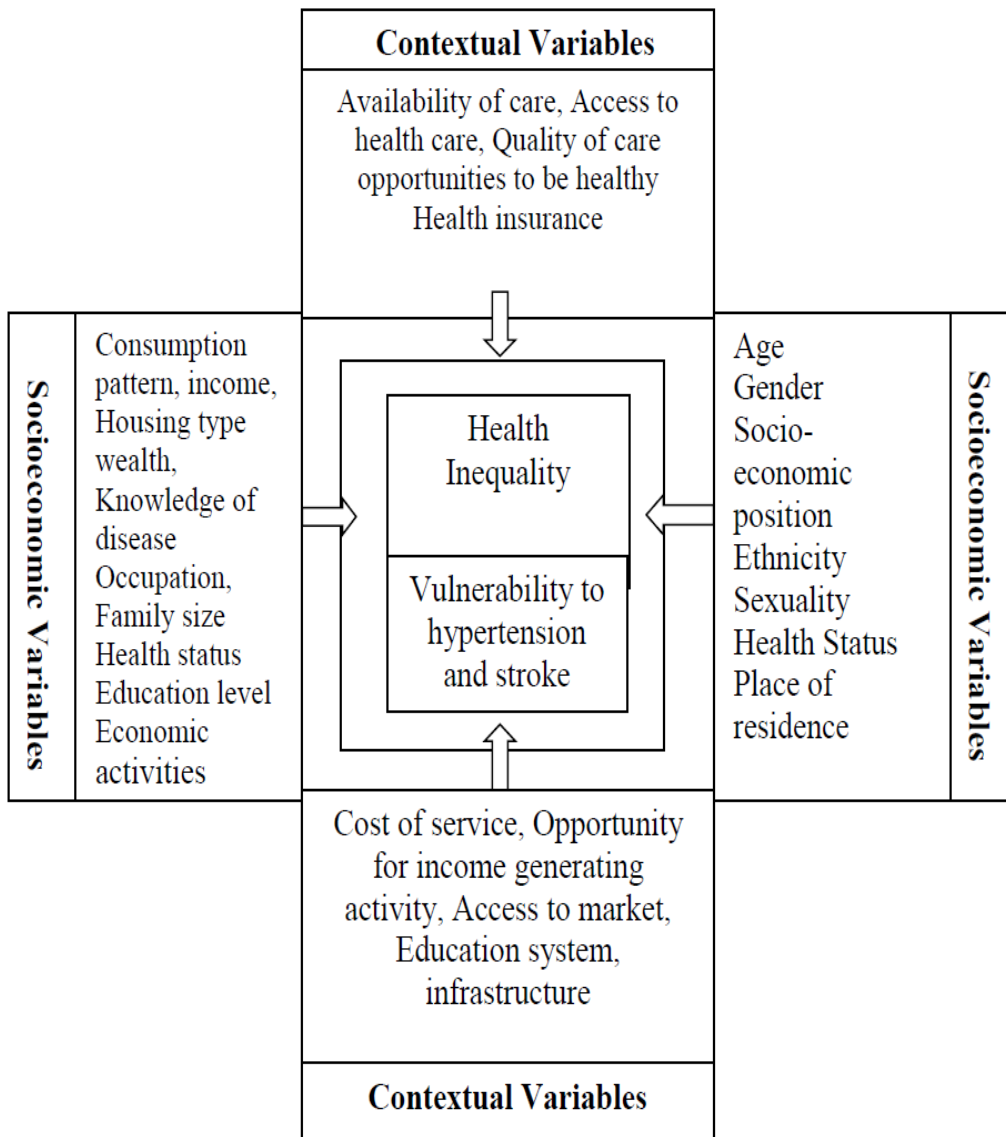 Contextual Variables
Availability of care, Access to
health care, Quality of care
opportunities to be healthy
Health insurance
Socioeconomic Variables
Consumption
pattern, income,
Housing type
wealth,
Knowledge of
disease
Occupation,
Family size
Health status
Education level
Economic
activities
Health
Inequality
Vulnerability to
hypertension
and stroke
Age
Gender
Socio-
economic
position
Ethnicity
Sexuality
Health Status
Place of
residence
Socioeconomic Variables
Cost of service, Opportunity
for income generating
activity, Access to market,
Education system,
infrastructure
Contextual Variables